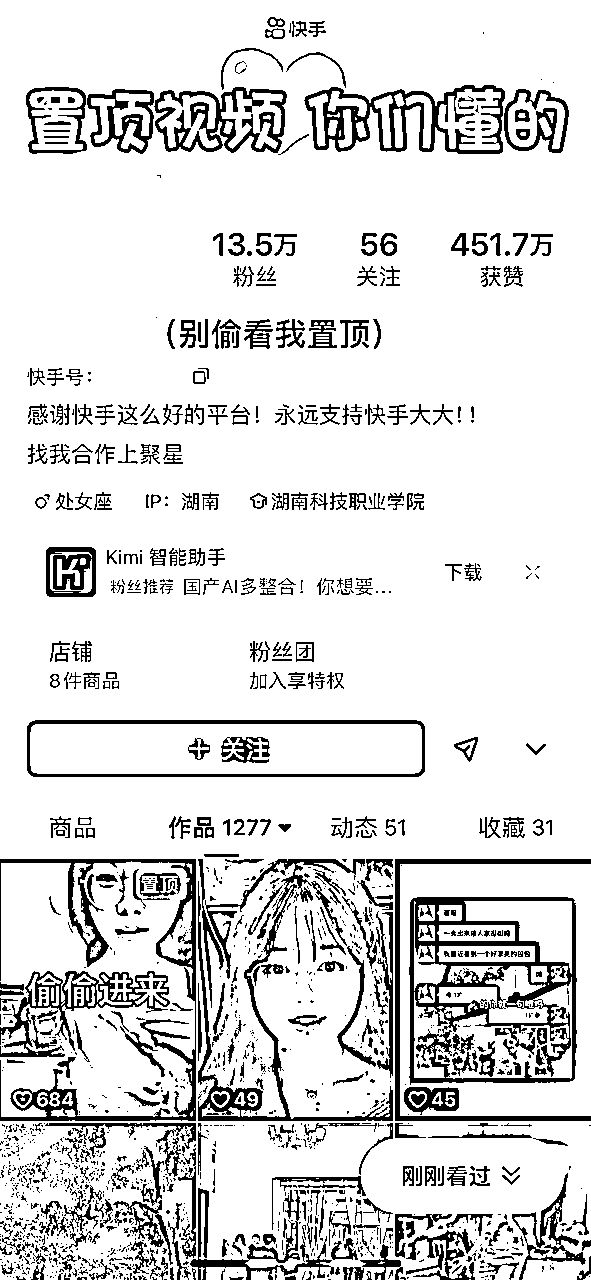 快手
置顶视频 你们懂的
13.5万 56 451.7万
粉丝 关注 获赞
(别偷看我置顶)
快手号：
感谢快手这么好的平台！永远支持快手大大！！
找我合作上聚星
处女座 IP：湖南 湖南科技职业学院
Kimi 智能助手
粉丝推荐 国产AI多整合！你想要...
下载
店铺 粉丝团
8件商品 加入享特权
关注
商品 作品 1277 动态 51 收藏 31
置顶
偷偷进来
684 49 45
刚刚看过